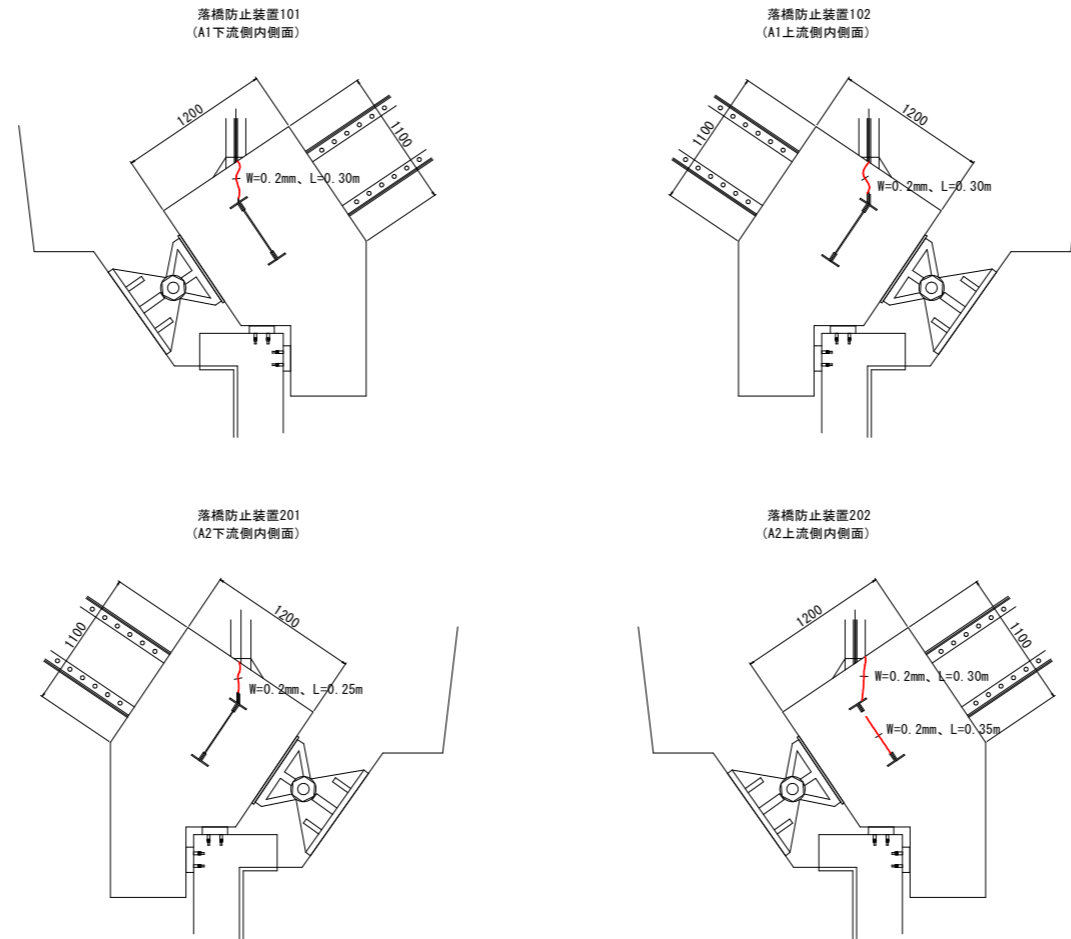 落橋防止装置101
(A1下流側内側面)
1200
1100
W=0.2mm、L=0.30m
落橋防止装置102
(A1上流側内側面)
1100
1200
W=0.2mm、L=0.30m
落橋防止装置201
(A2下流側内側面)
1100
1200
W=0.2mm、L=0.25m
落橋防止装置202
(A2上流側内側面)
1200
1100
W=0.2mm、L=0.30m
W=0.2mm、L=0.35m